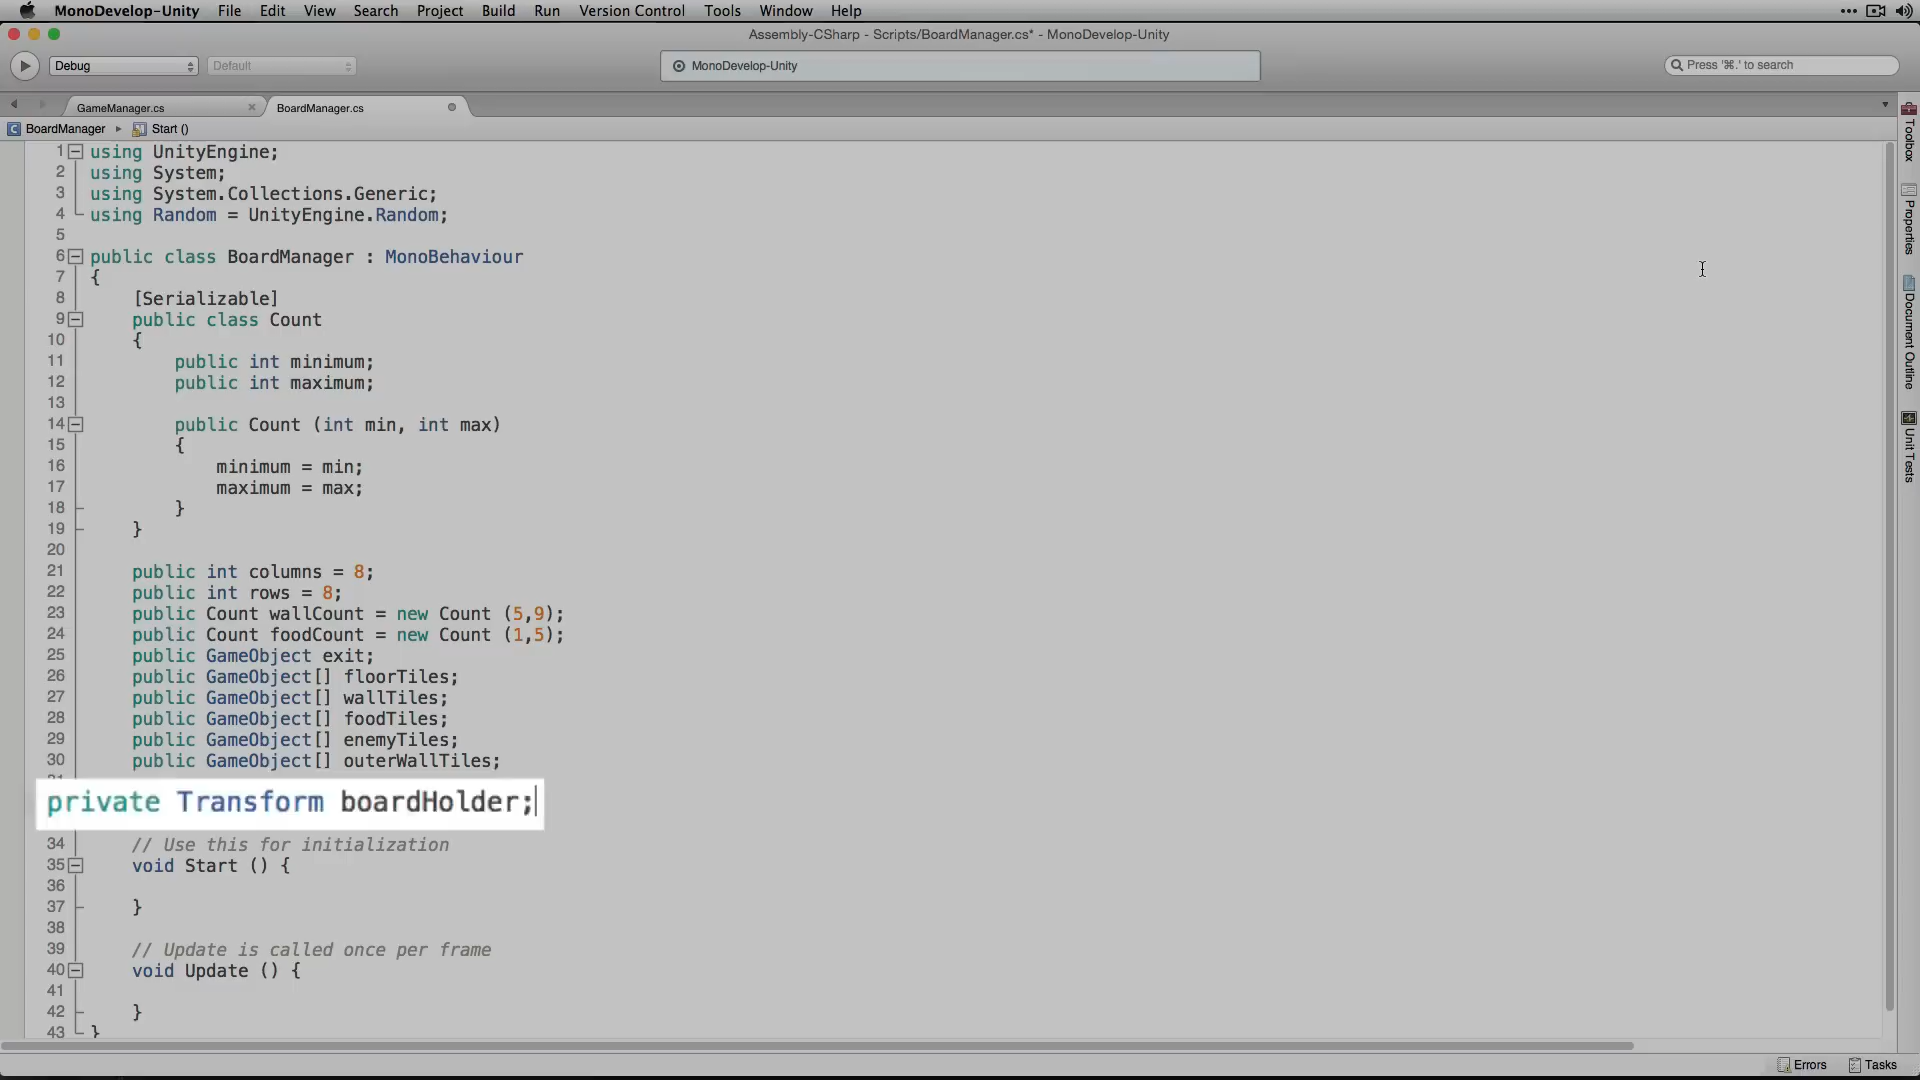 MonoDevelop-Unity File Edit View Search Project Build Run Version Control Tools Window Help
Assembly-CSharp - Scripts/BoardManager.cs* - MonoDevelop-Unity
Debug Default MonoDevelop-Unity Press '⌘.' to search
GameManager.cs BoardManager.cs
BoardManager Start ()
1 using UnityEngine;
2 using System;
3 using System.Collections.Generic;
4 using Random = UnityEngine.Random;
5
6 public class BoardManager : MonoBehaviour
7 {
8 [Serializable]
9 public class Count
10 {
11 public int minimum;
12 public int maximum;
13
14 public Count (int min, int max)
15 {
16 minimum = min;
17 maximum = max;
18 }
19 }
20
21 public int columns = 8;
22 public int rows = 8;
23 public Count wallCount = new Count (5,9);
24 public Count foodCount = new Count (1,5);
25 public GameObject exit;
26 public GameObject[] floorTiles;
27 public GameObject[] wallTiles;
28 public GameObject[] foodTiles;
29 public GameObject[] enemyTiles;
30 public GameObject[] outerWallTiles;
private Transform boardHolder;
34 // Use this for initialization
35 void Start () {
36
37 }
38
39 // Update is called once per frame
40 void Update () {
41
42 }
43 }
Toolbox
Properties
Document Outline
Unit Tests
Errors Tasks